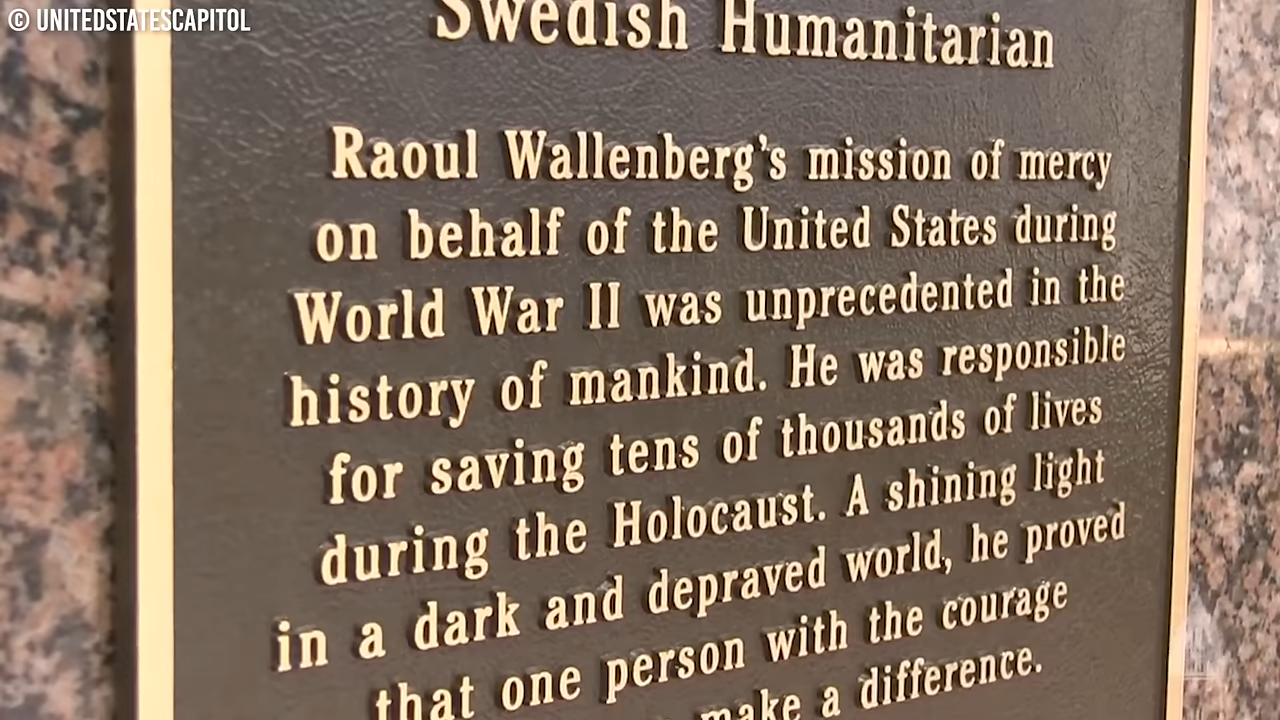 © UNITEDSTATESCAPITOL
Swedish Humanitarian
Raoul Wallenberg's mission of mercy
on behalf of the United States during
World War II was unprecedented in the
history of mankind. He was responsible
for saving tens of thousands of lives
during the Holocaust. A shining light
in a dark and depraved world, he proved
that one person with the courage
make a difference.